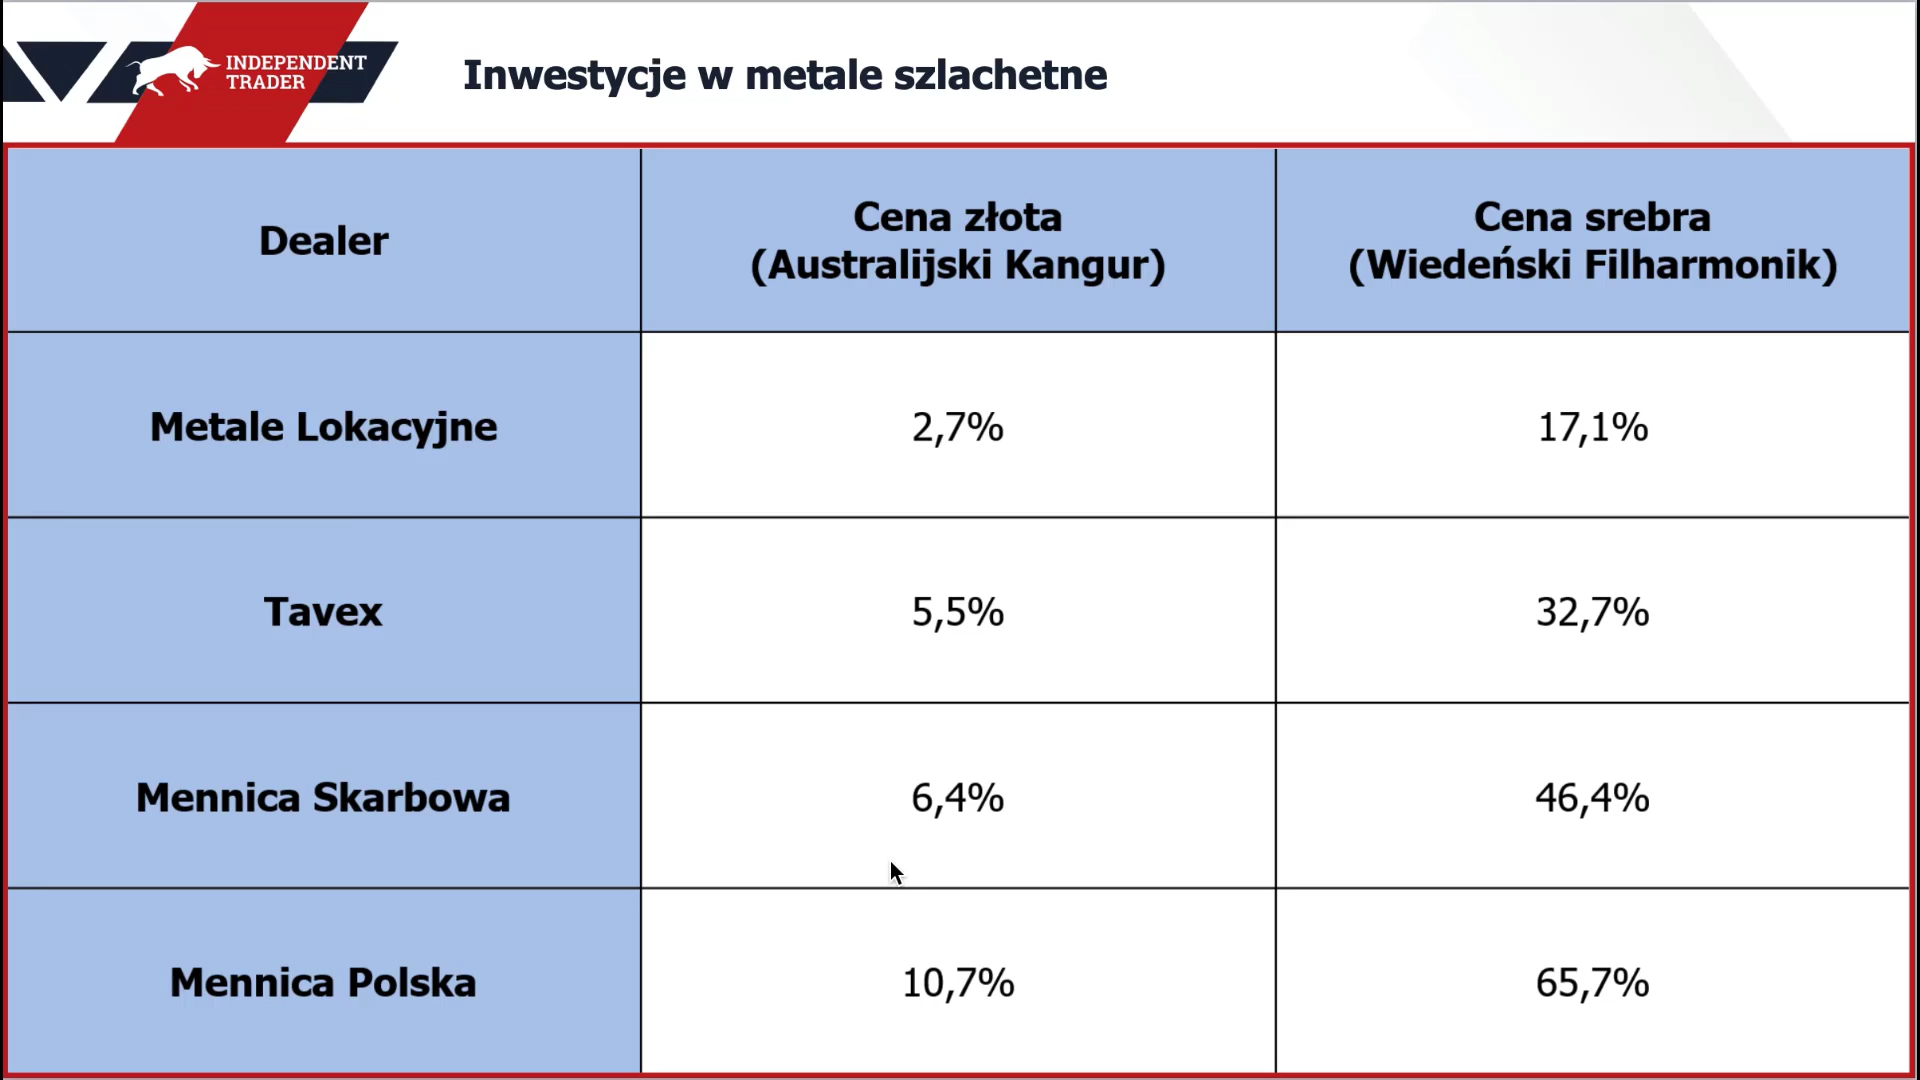 INDEPENDENT
TRADER
Inwestycje w metale szlachetne
Dealer
Cena złota
(Australijski Kangur)
Cena srebra
(Wiedeński Filharmonik)
Metale Lokacyjne
2,7%
17,1%
Tavex
5,5%
32,7%
Mennica Skarbowa
6,4%
46,4%
Mennica Polska
10,7%
65,7%